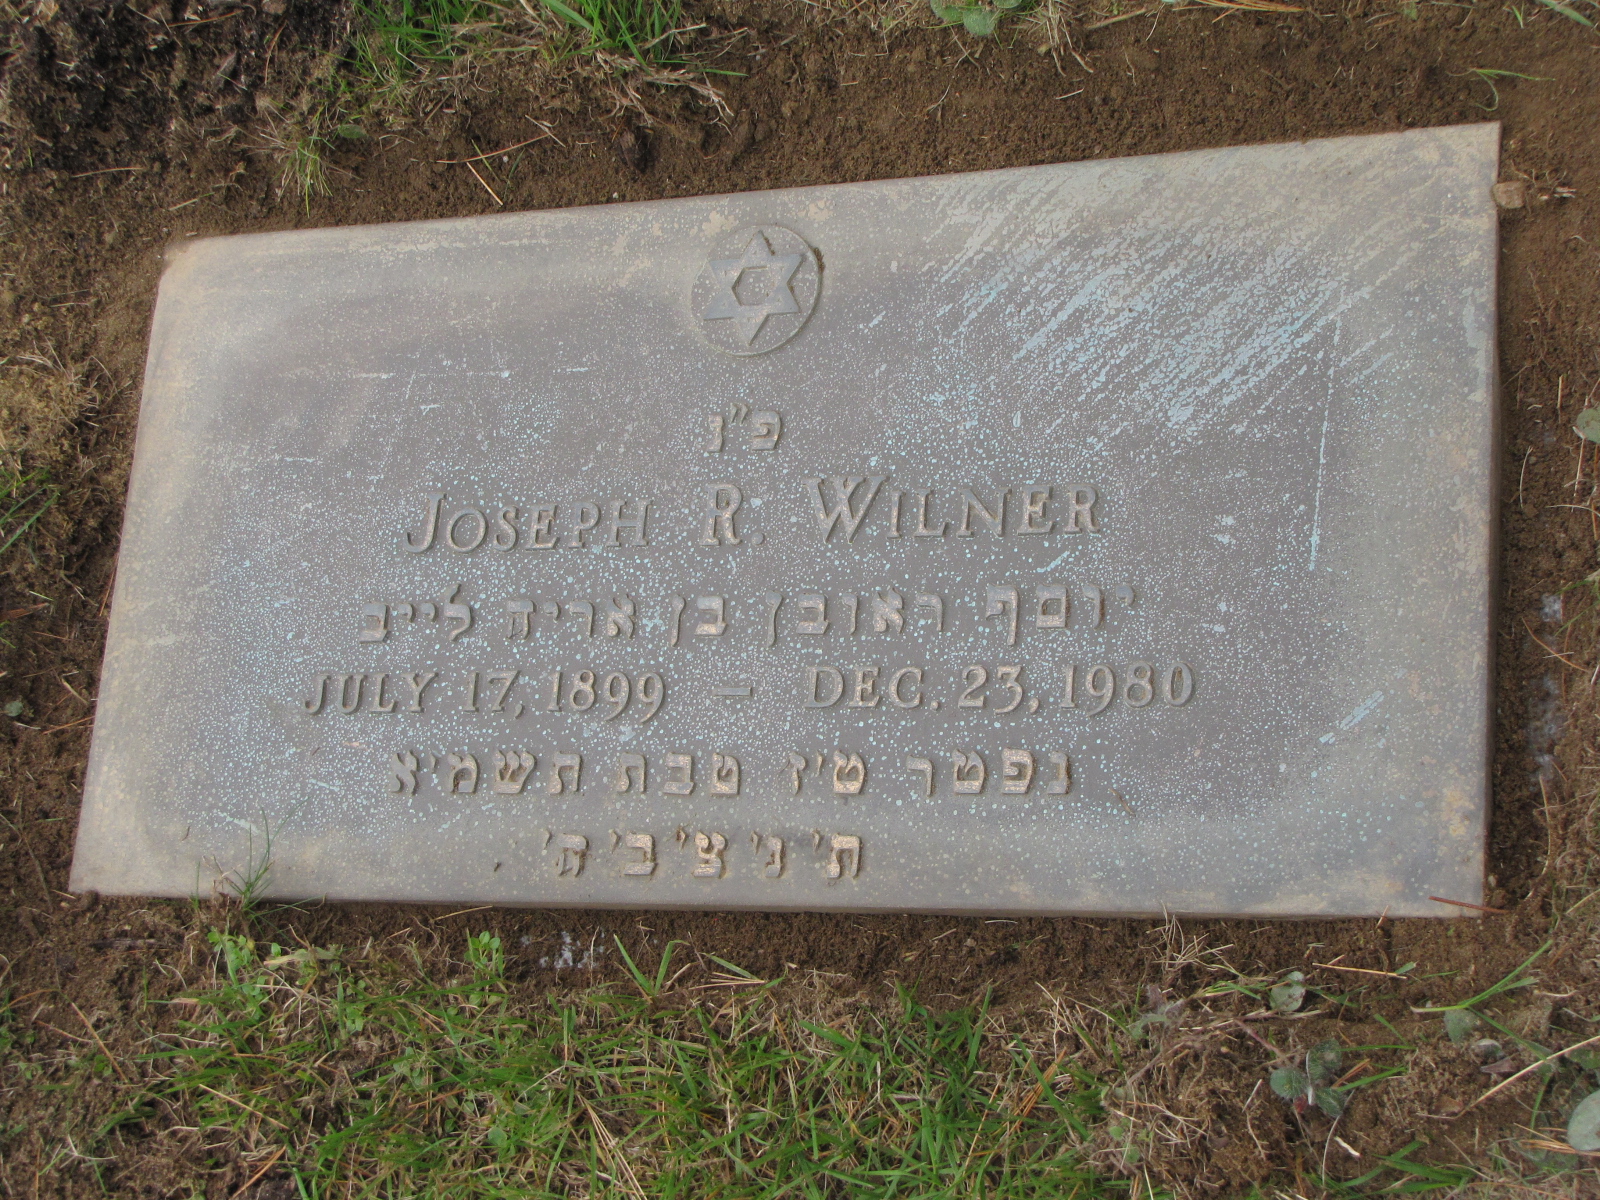 פ"נ
JOSEPH R. WILNER
יוסף ראובן בן אריה לייב
JULY 17, 1899 – DEC. 23, 1980
נפטר ט'ז טבת תשמ'א
ת' נ' צ' ב' ה'